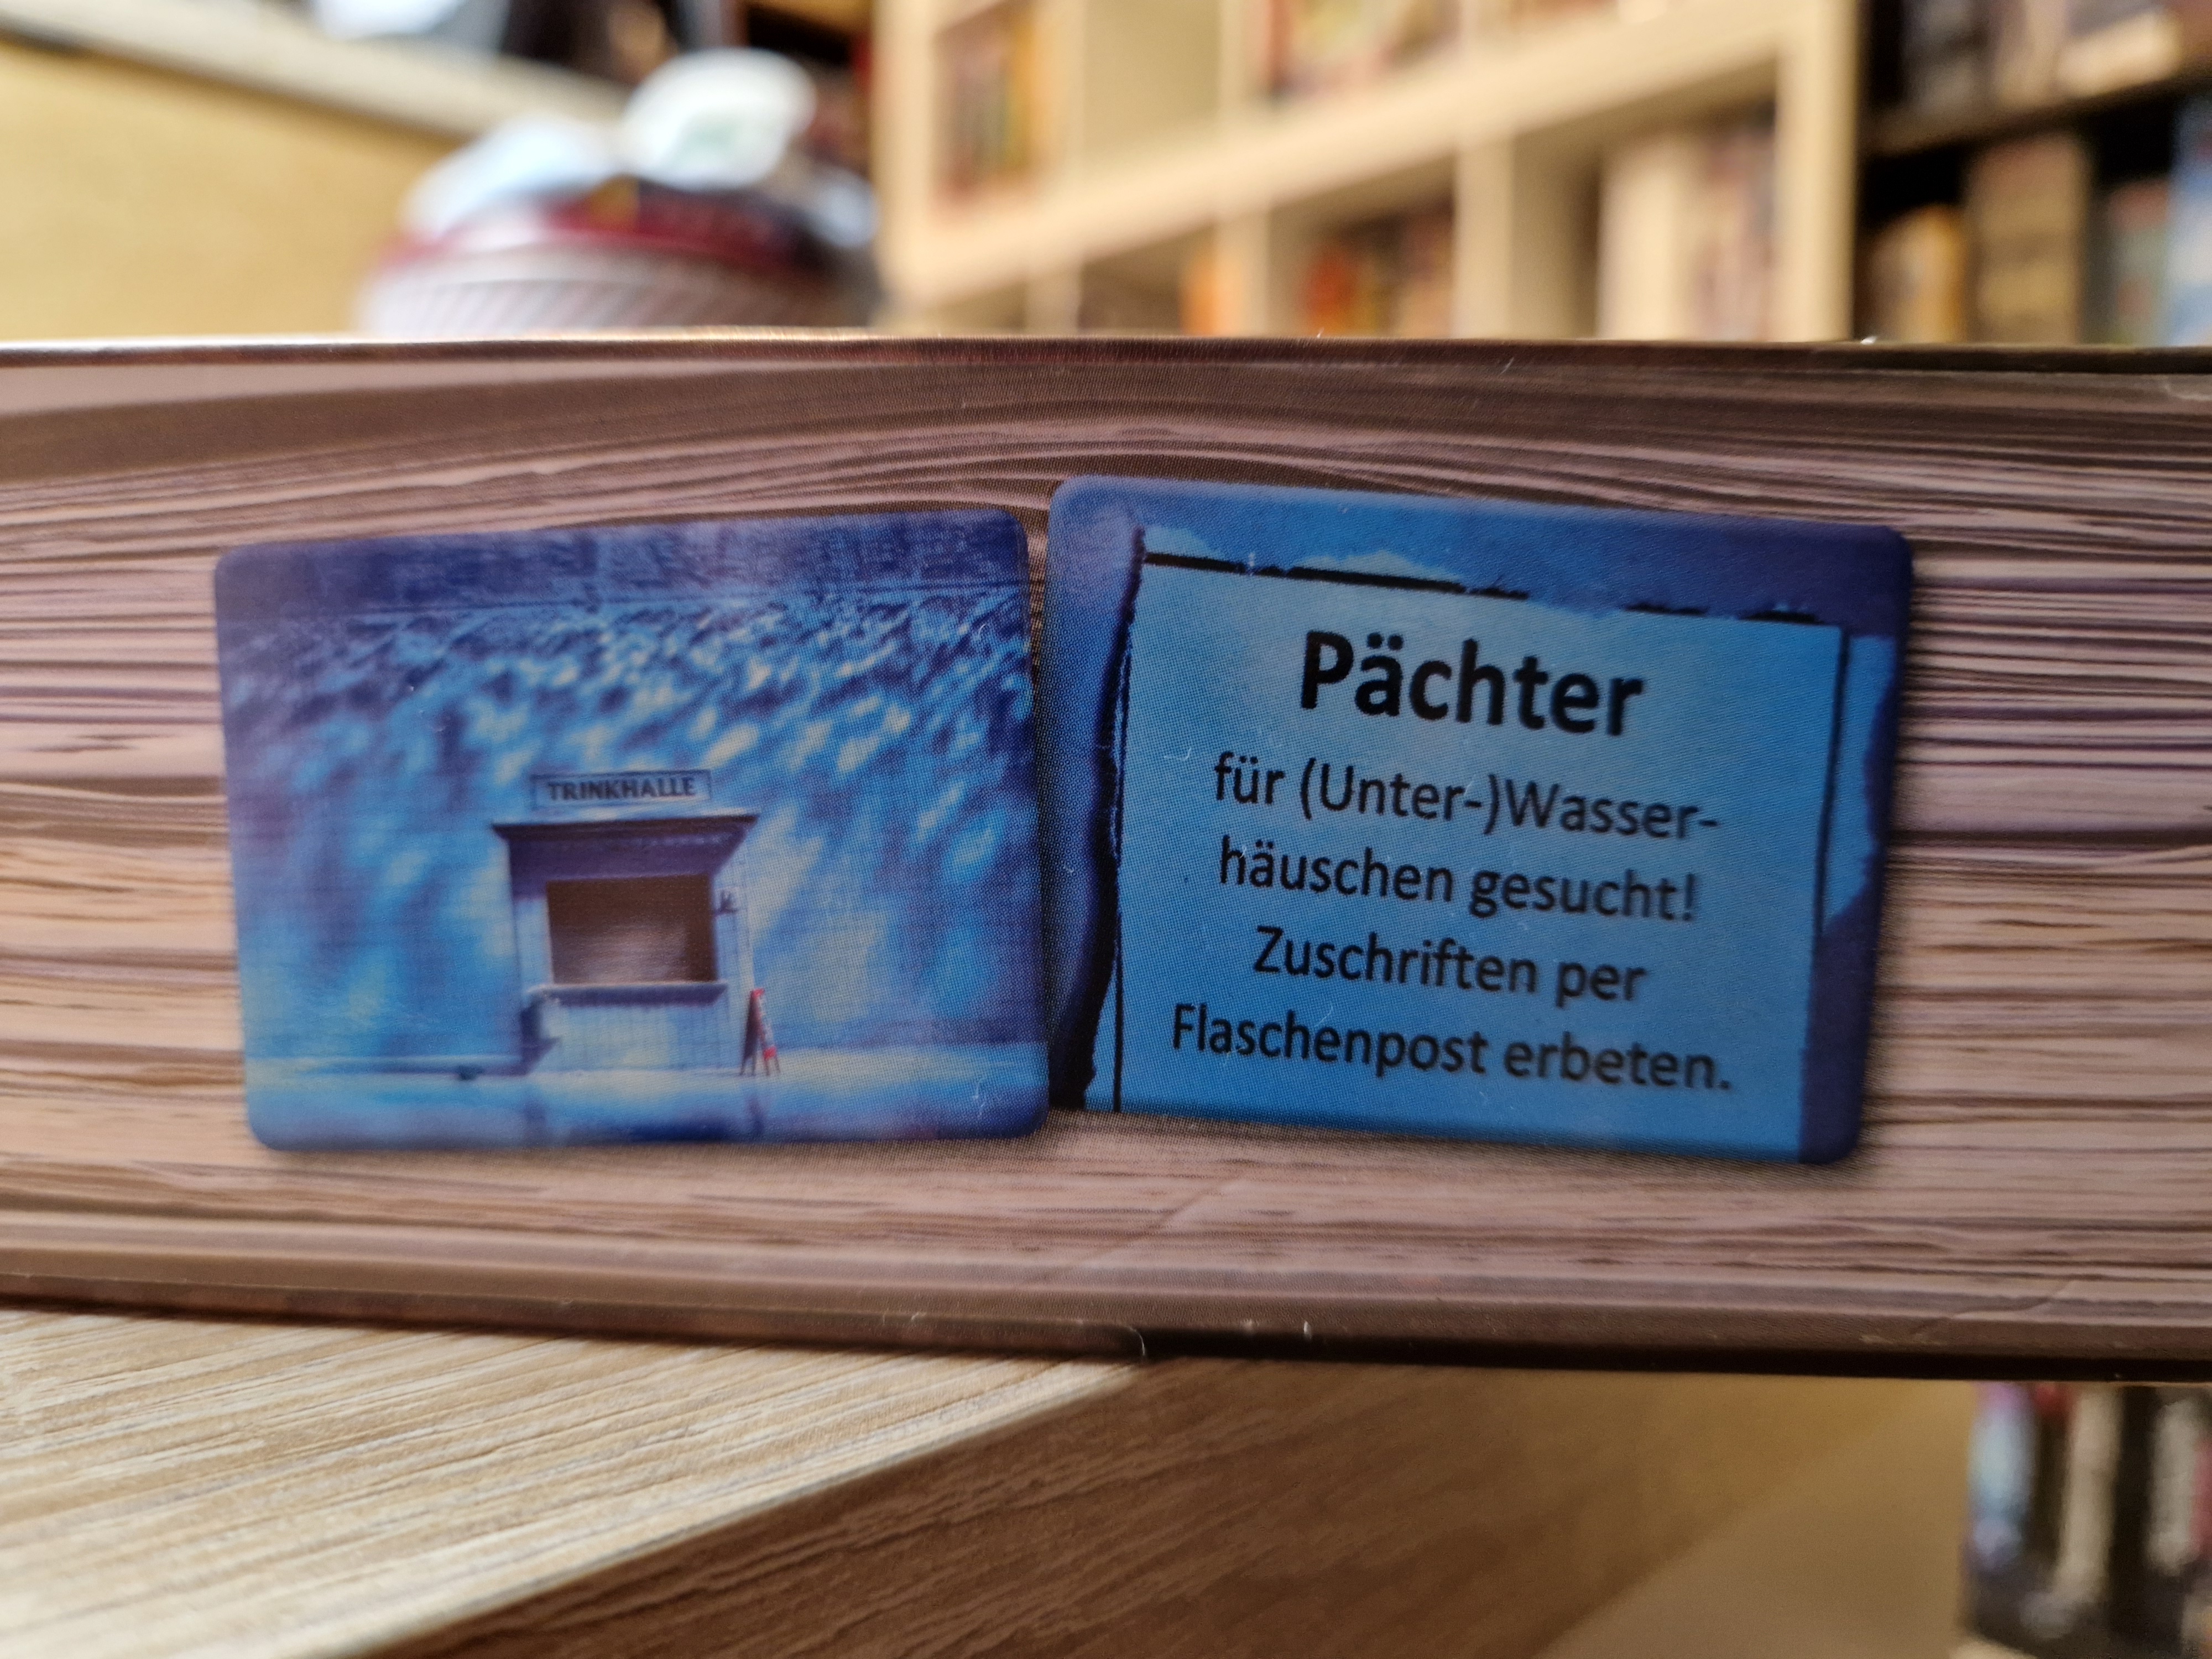 TRINKHALLE
Pächter
für (Unter-)Wasser-
häuschen gesucht!
Zuschriften per
Flaschenpost erbeten.